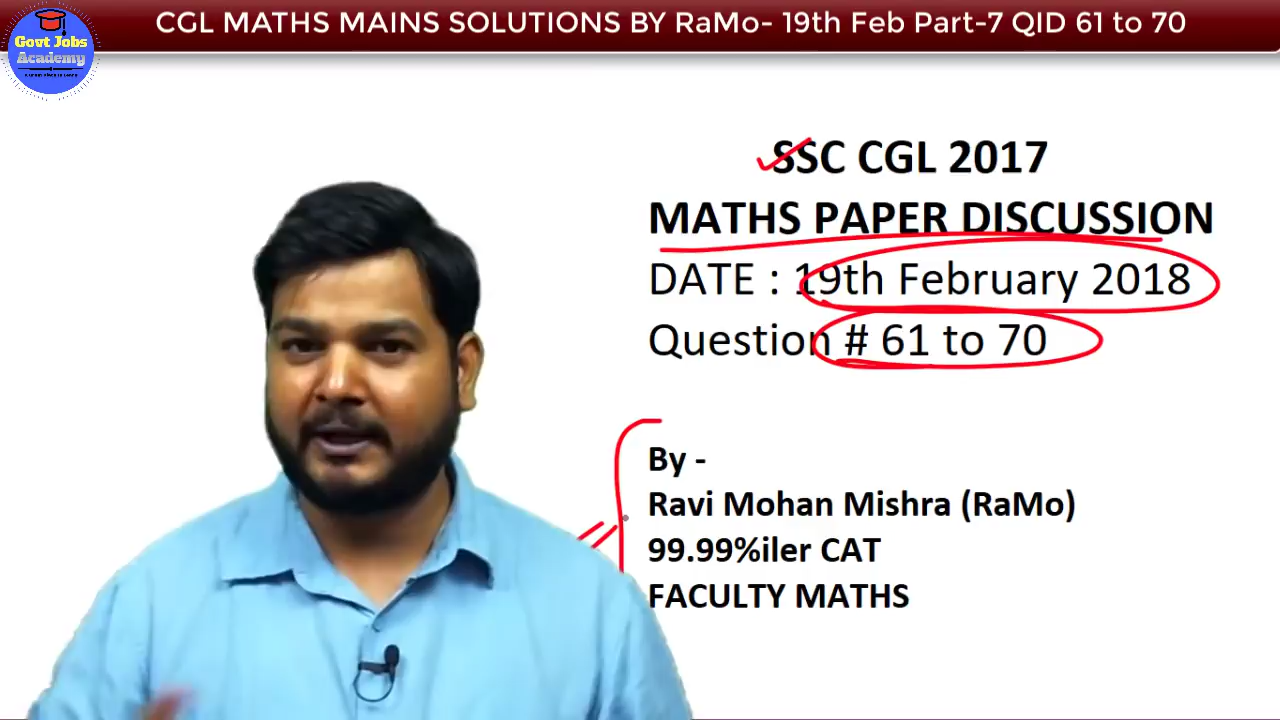 CGL MATHS MAINS SOLUTIONS BY RaMo- 19th Feb Part-7 QID 61 to 70
Govt Jobs
Academy
SSC CGL 2017
MATHS PAPER DISCUSSION
DATE : 19th February 2018
Question # 61 to 70
By -
Ravi Mohan Mishra (RaMo)
99.99%iler CAT
FACULTY MATHS